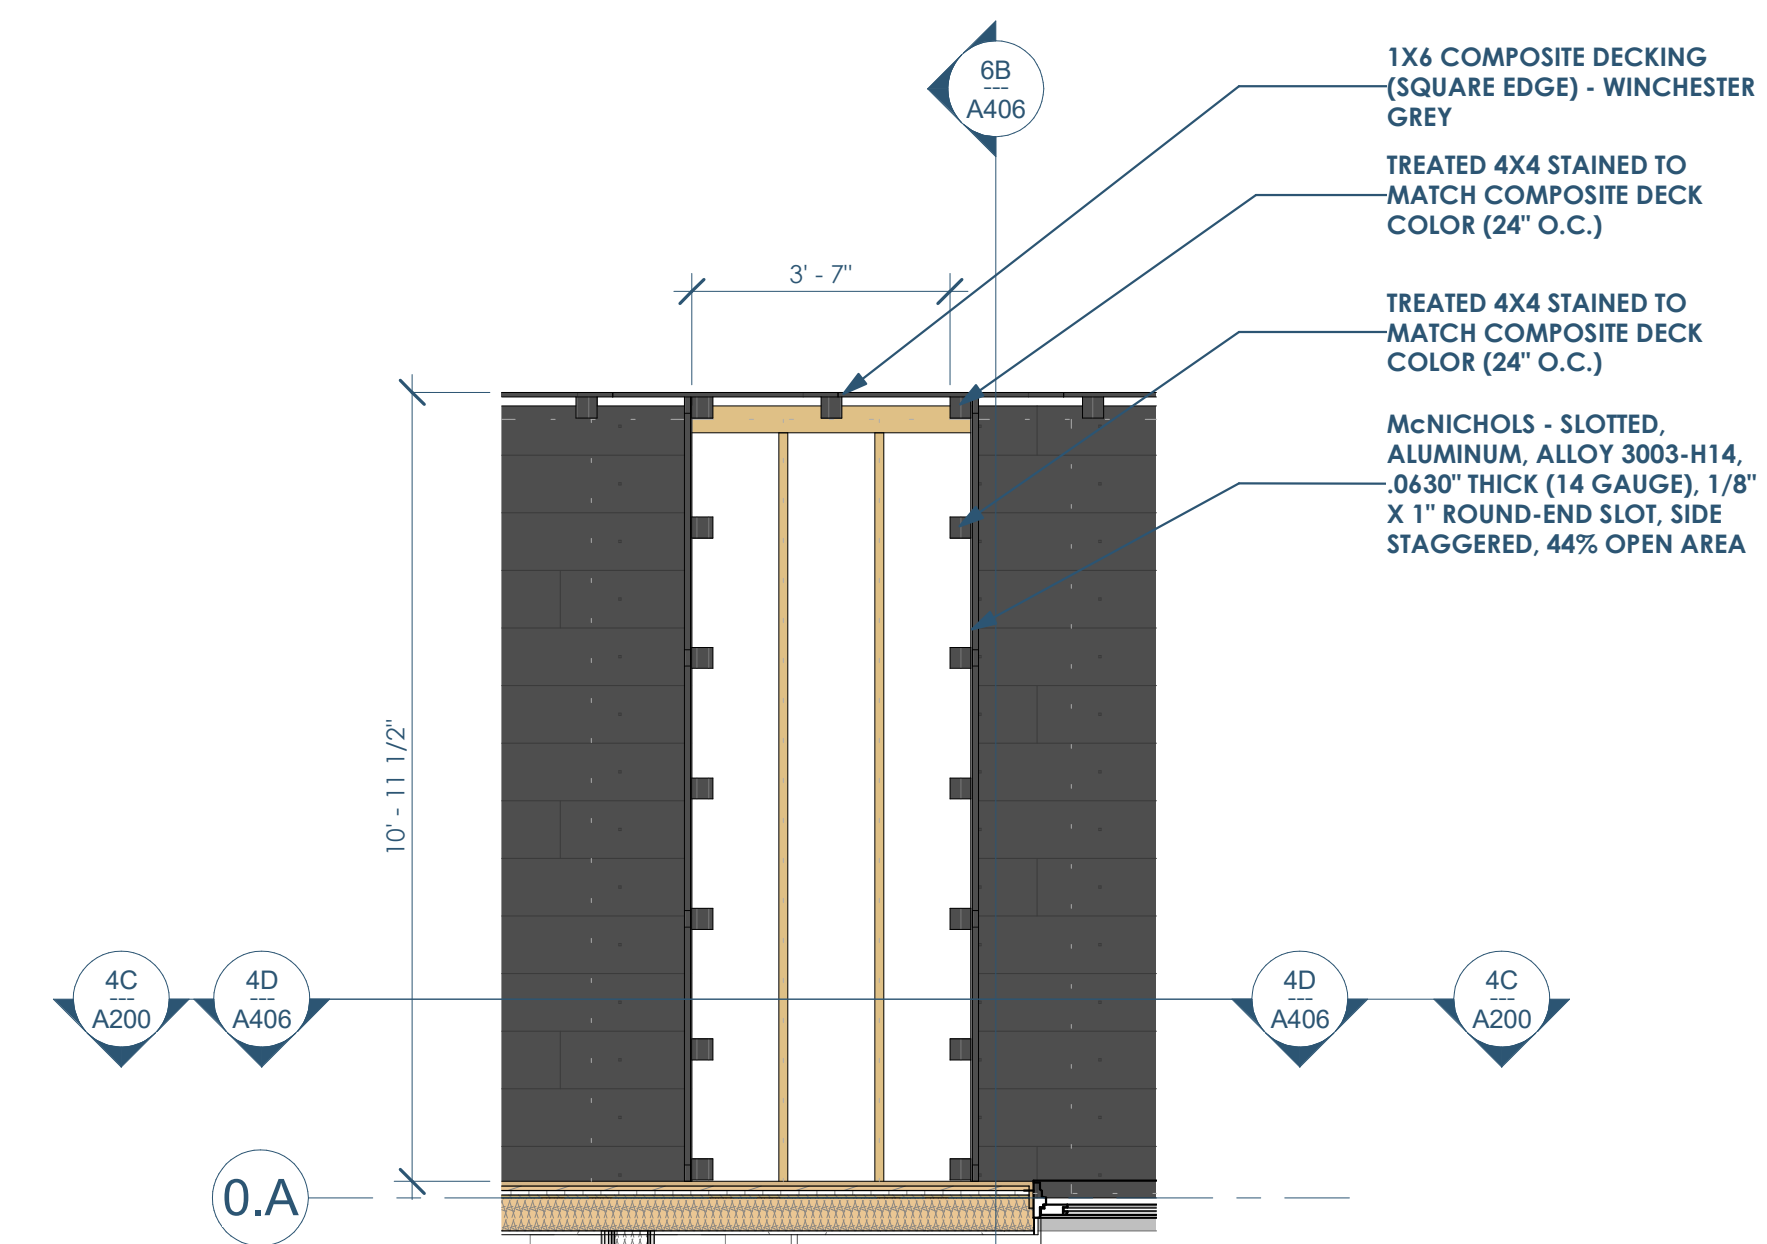 6B
---
A406
1X6 COMPOSITE DECKING
(SQUARE EDGE) - WINCHESTER
GREY
TREATED 4X4 STAINED TO
MATCH COMPOSITE DECK
COLOR (24" O.C.)
3' - 7"
TREATED 4X4 STAINED TO
MATCH COMPOSITE DECK
COLOR (24" O.C.)
McNICHOLS - SLOTTED,
ALUMINUM, ALLOY 3003-H14,
.0630" THICK (14 GAUGE), 1/8"
X 1" ROUND-END SLOT, SIDE
STAGGERED, 44% OPEN AREA
10' - 11 1/2"
4C
---
A200
4D
---
A406
4D
---
A406
4C
---
A200
0.A